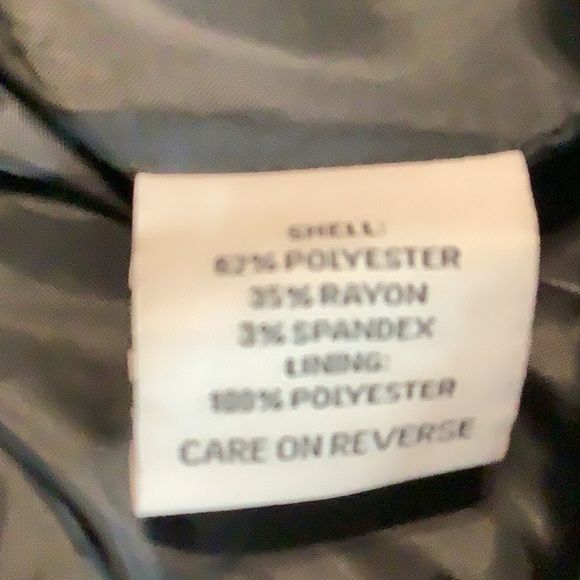 SHELL:
62% POLYESTER
35% RAYON
3% SPANDEX
LINING:
100% POLYESTER
CARE ON REVERSE